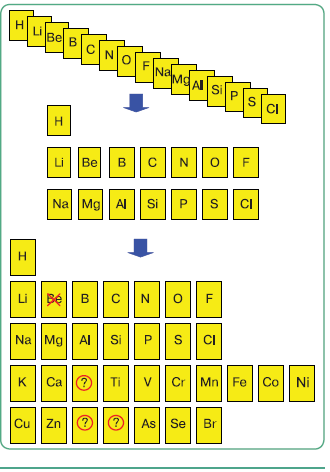 H Li Be B C N O F Na Mg Al Si P S Cl
H
Li Be B C N O F
Na Mg Al Si P S Cl
H
Li Be B C N O F
Na Mg Al Si P S Cl
K Ca ? Ti V Cr Mn Fe Co Ni
Cu Zn ? ? As Se Br